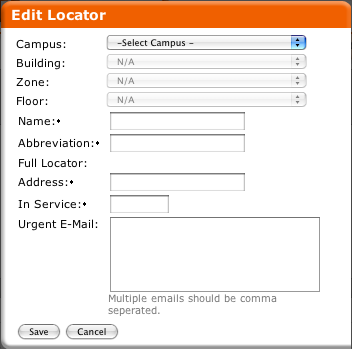 Edit Locator
Campus: -Select Campus -
Building: N/A
Zone: N/A
Floor: N/A
Name:•
Abbreviation:•
Full Locator:
Address:•
In Service:•
Urgent E-Mail:
Multiple emails should be comma
seperated.
Save Cancel